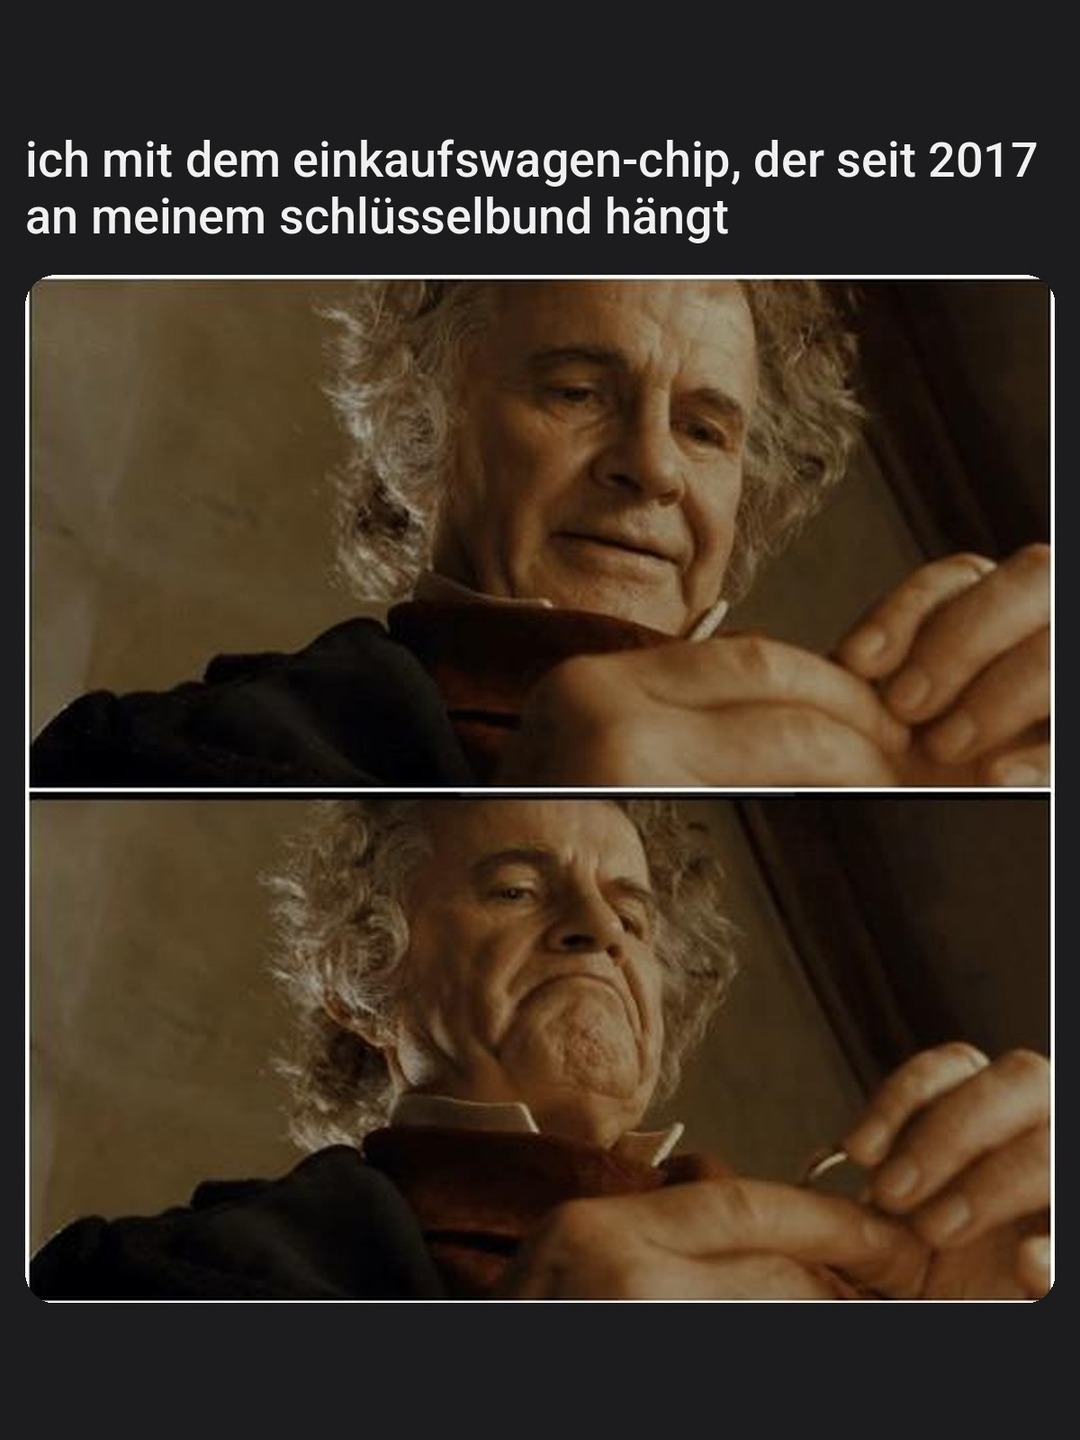 ich mit dem einkaufswagen-chip, der seit 2017
an meinem schlüsselbund hängt